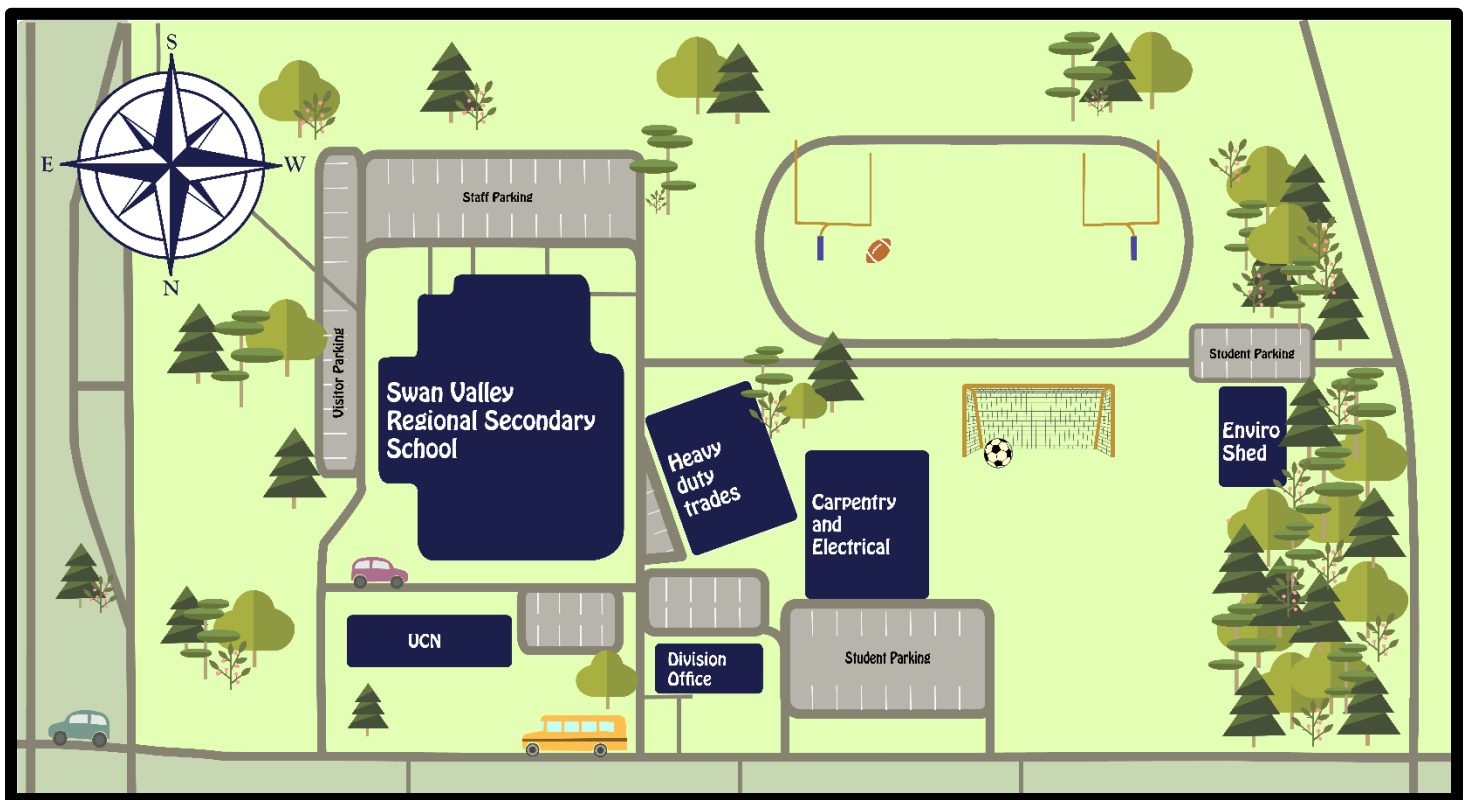 S
E
W
N
Staff Parking
Visitor Parking
Student Parking
Swan Valley
Regional Secondary
School
Heavy
duty
trades
Enviro
Shed
Carpentry
and
Electrical
UCN
Division
Office
Student Parking